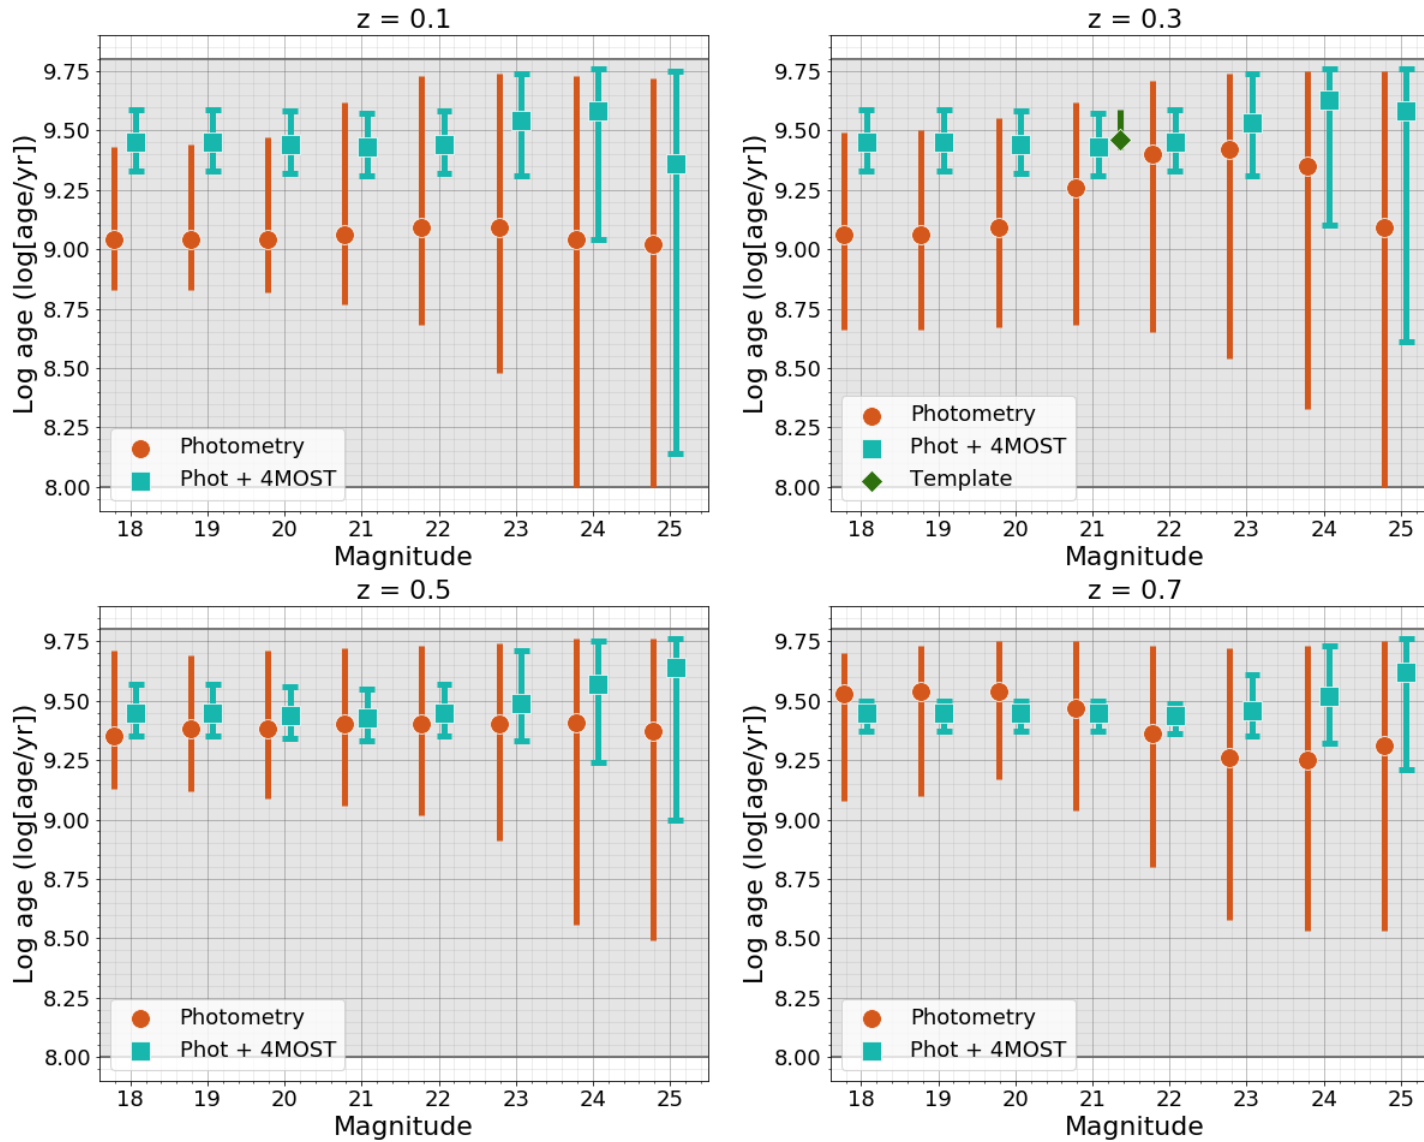 z = 0.1
Log age (log[age/yr])
9.75
9.50
9.25
9.00
8.75
8.50
8.25
8.00
Photometry
Phot + 4MOST
18 19 20 21 22 23 24 25
Magnitude
z = 0.3
Log age (log[age/yr])
9.75
9.50
9.25
9.00
8.75
8.50
8.25
8.00
Photometry
Phot + 4MOST
Template
18 19 20 21 22 23 24 25
Magnitude
z = 0.5
Log age (log[age/yr])
9.75
9.50
9.25
9.00
8.75
8.50
8.25
8.00
Photometry
Phot + 4MOST
18 19 20 21 22 23 24 25
Magnitude
z = 0.7
Log age (log[age/yr])
9.75
9.50
9.25
9.00
8.75
8.50
8.25
8.00
Photometry
Phot + 4MOST
18 19 20 21 22 23 24 25
Magnitude